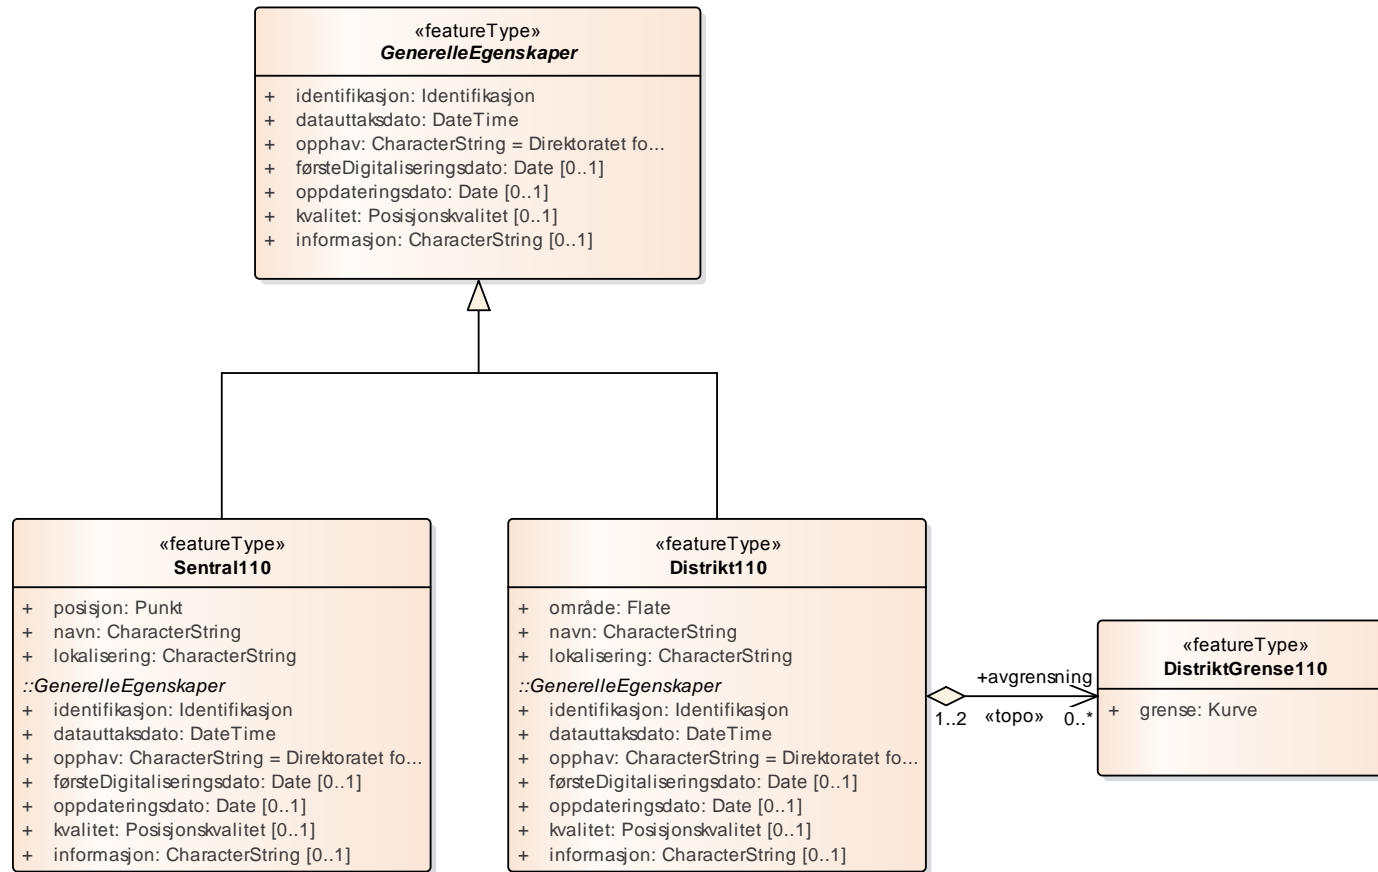 «featureType»
GenerelleEgenskaper
+ identifikasjon: Identifikasjon
+ datauttaksdato: DateTime
+ opphav: CharacterString = Direktoratet fo...
+ førsteDigitaliseringsdato: Date [0..1]
+ oppdateringsdato: Date [0..1]
+ kvalitet: Posisjonskvalitet [0..1]
+ informasjon: CharacterString [0..1]
«featureType»
Sentral110
+ posisjon: Punkt
+ navn: CharacterString
+ lokalisering: CharacterString
::GenerelleEgenskaper
+ identifikasjon: Identifikasjon
+ datauttaksdato: DateTime
+ opphav: CharacterString = Direktoratet fo...
+ førsteDigitaliseringsdato: Date [0..1]
+ oppdateringsdato: Date [0..1]
+ kvalitet: Posisjonskvalitet [0..1]
+ informasjon: CharacterString [0..1]
«featureType»
Distrikt110
+ område: Flate
+ navn: CharacterString
+ lokalisering: CharacterString
::GenerelleEgenskaper
+ identifikasjon: Identifikasjon
+ datauttaksdato: DateTime
+ opphav: CharacterString = Direktoratet fo...
+ førsteDigitaliseringsdato: Date [0..1]
+ oppdateringsdato: Date [0..1]
+ kvalitet: Posisjonskvalitet [0..1]
+ informasjon: CharacterString [0..1]
+avgrensning
1..2 «topo» 0..*
«featureType»
DistriktGrense110
+ grense: Kurve